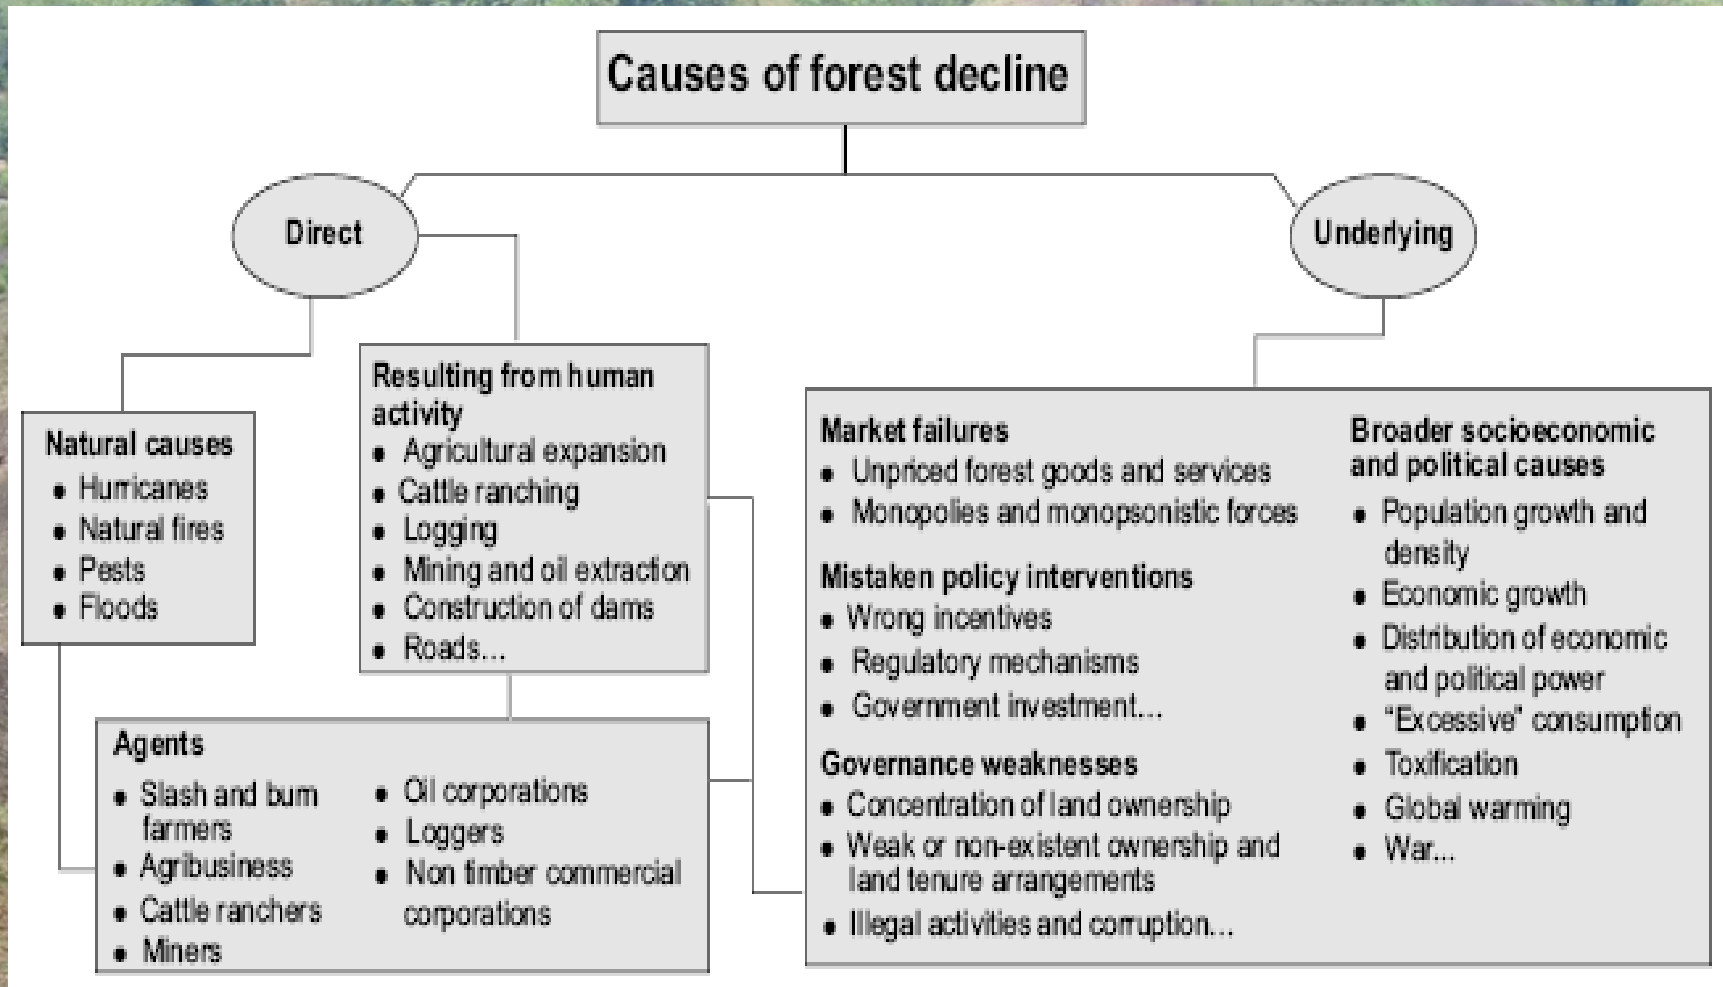 Causes of forest decline
Direct
Underlying
Natural causes
● Hurricanes
● Natural fires
● Pests
● Floods
Resulting from human
activity
● Agricultural expansion
● Cattle ranching
● Logging
● Mining and oil extraction
● Construction of dams
● Roads...
Agents
● Slash and burn
farmers
● Agribusiness
● Cattle ranchers
● Miners
● Oil corporations
● Loggers
● Non timber commercial
corporations
Market failures
● Unpriced forest goods and services
● Monopolies and monopsonistic forces
Mistaken policy interventions
● Wrong incentives
● Regulatory mechanisms
● Government investment...
Governance weaknesses
● Concentration of land ownership
● Weak or non-existent ownership and
land tenure arrangements
● Illegal activities and corruption...
Broader socioeconomic
and political causes
● Population growth and
density
● Economic growth
● Distribution of economic
and political power
● “Excessive” consumption
● Toxification
● Global warming
● War...